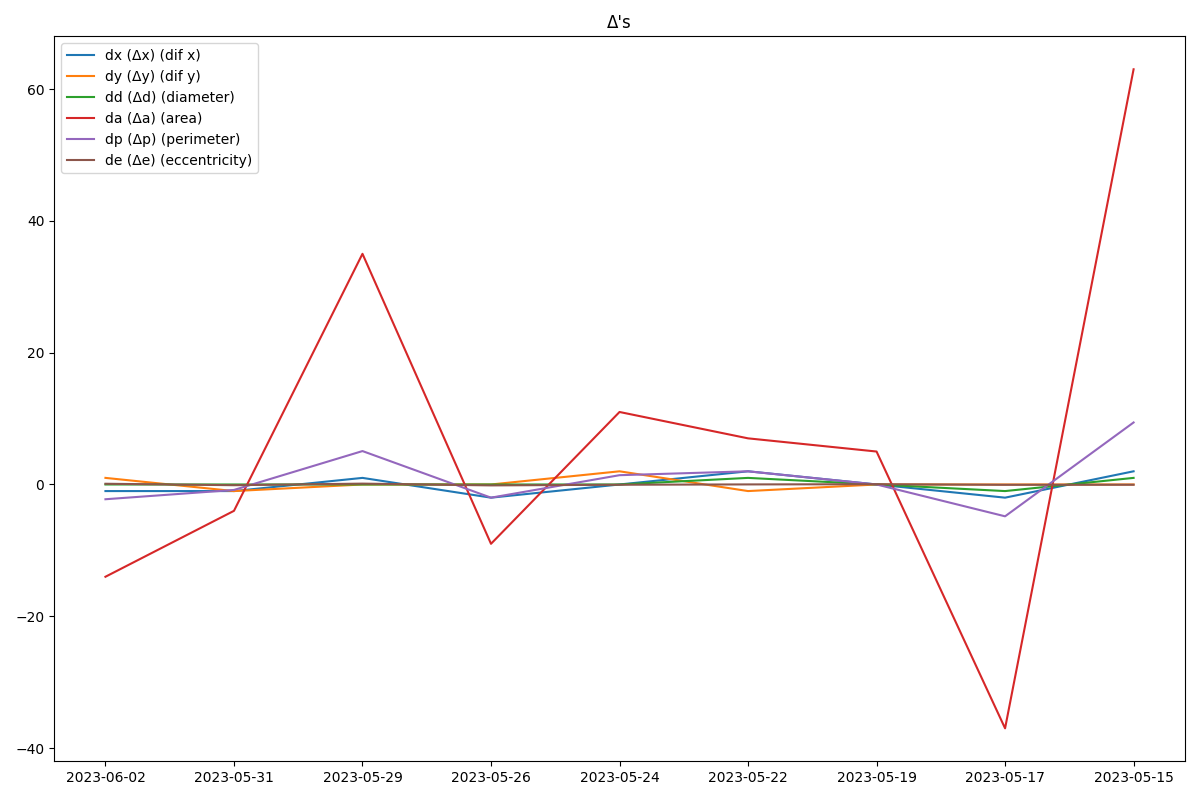 Δ's
dx (Δx) (dif x)
dy (Δy) (dif y)
dd (Δd) (diameter)
da (Δa) (area)
dp (Δp) (perimeter)
de (Δe) (eccentricity)
60
40
20
0
−20
−40
2023-06-02 2023-05-31 2023-05-29 2023-05-26 2023-05-24 2023-05-22 2023-05-19 2023-05-17 2023-05-15